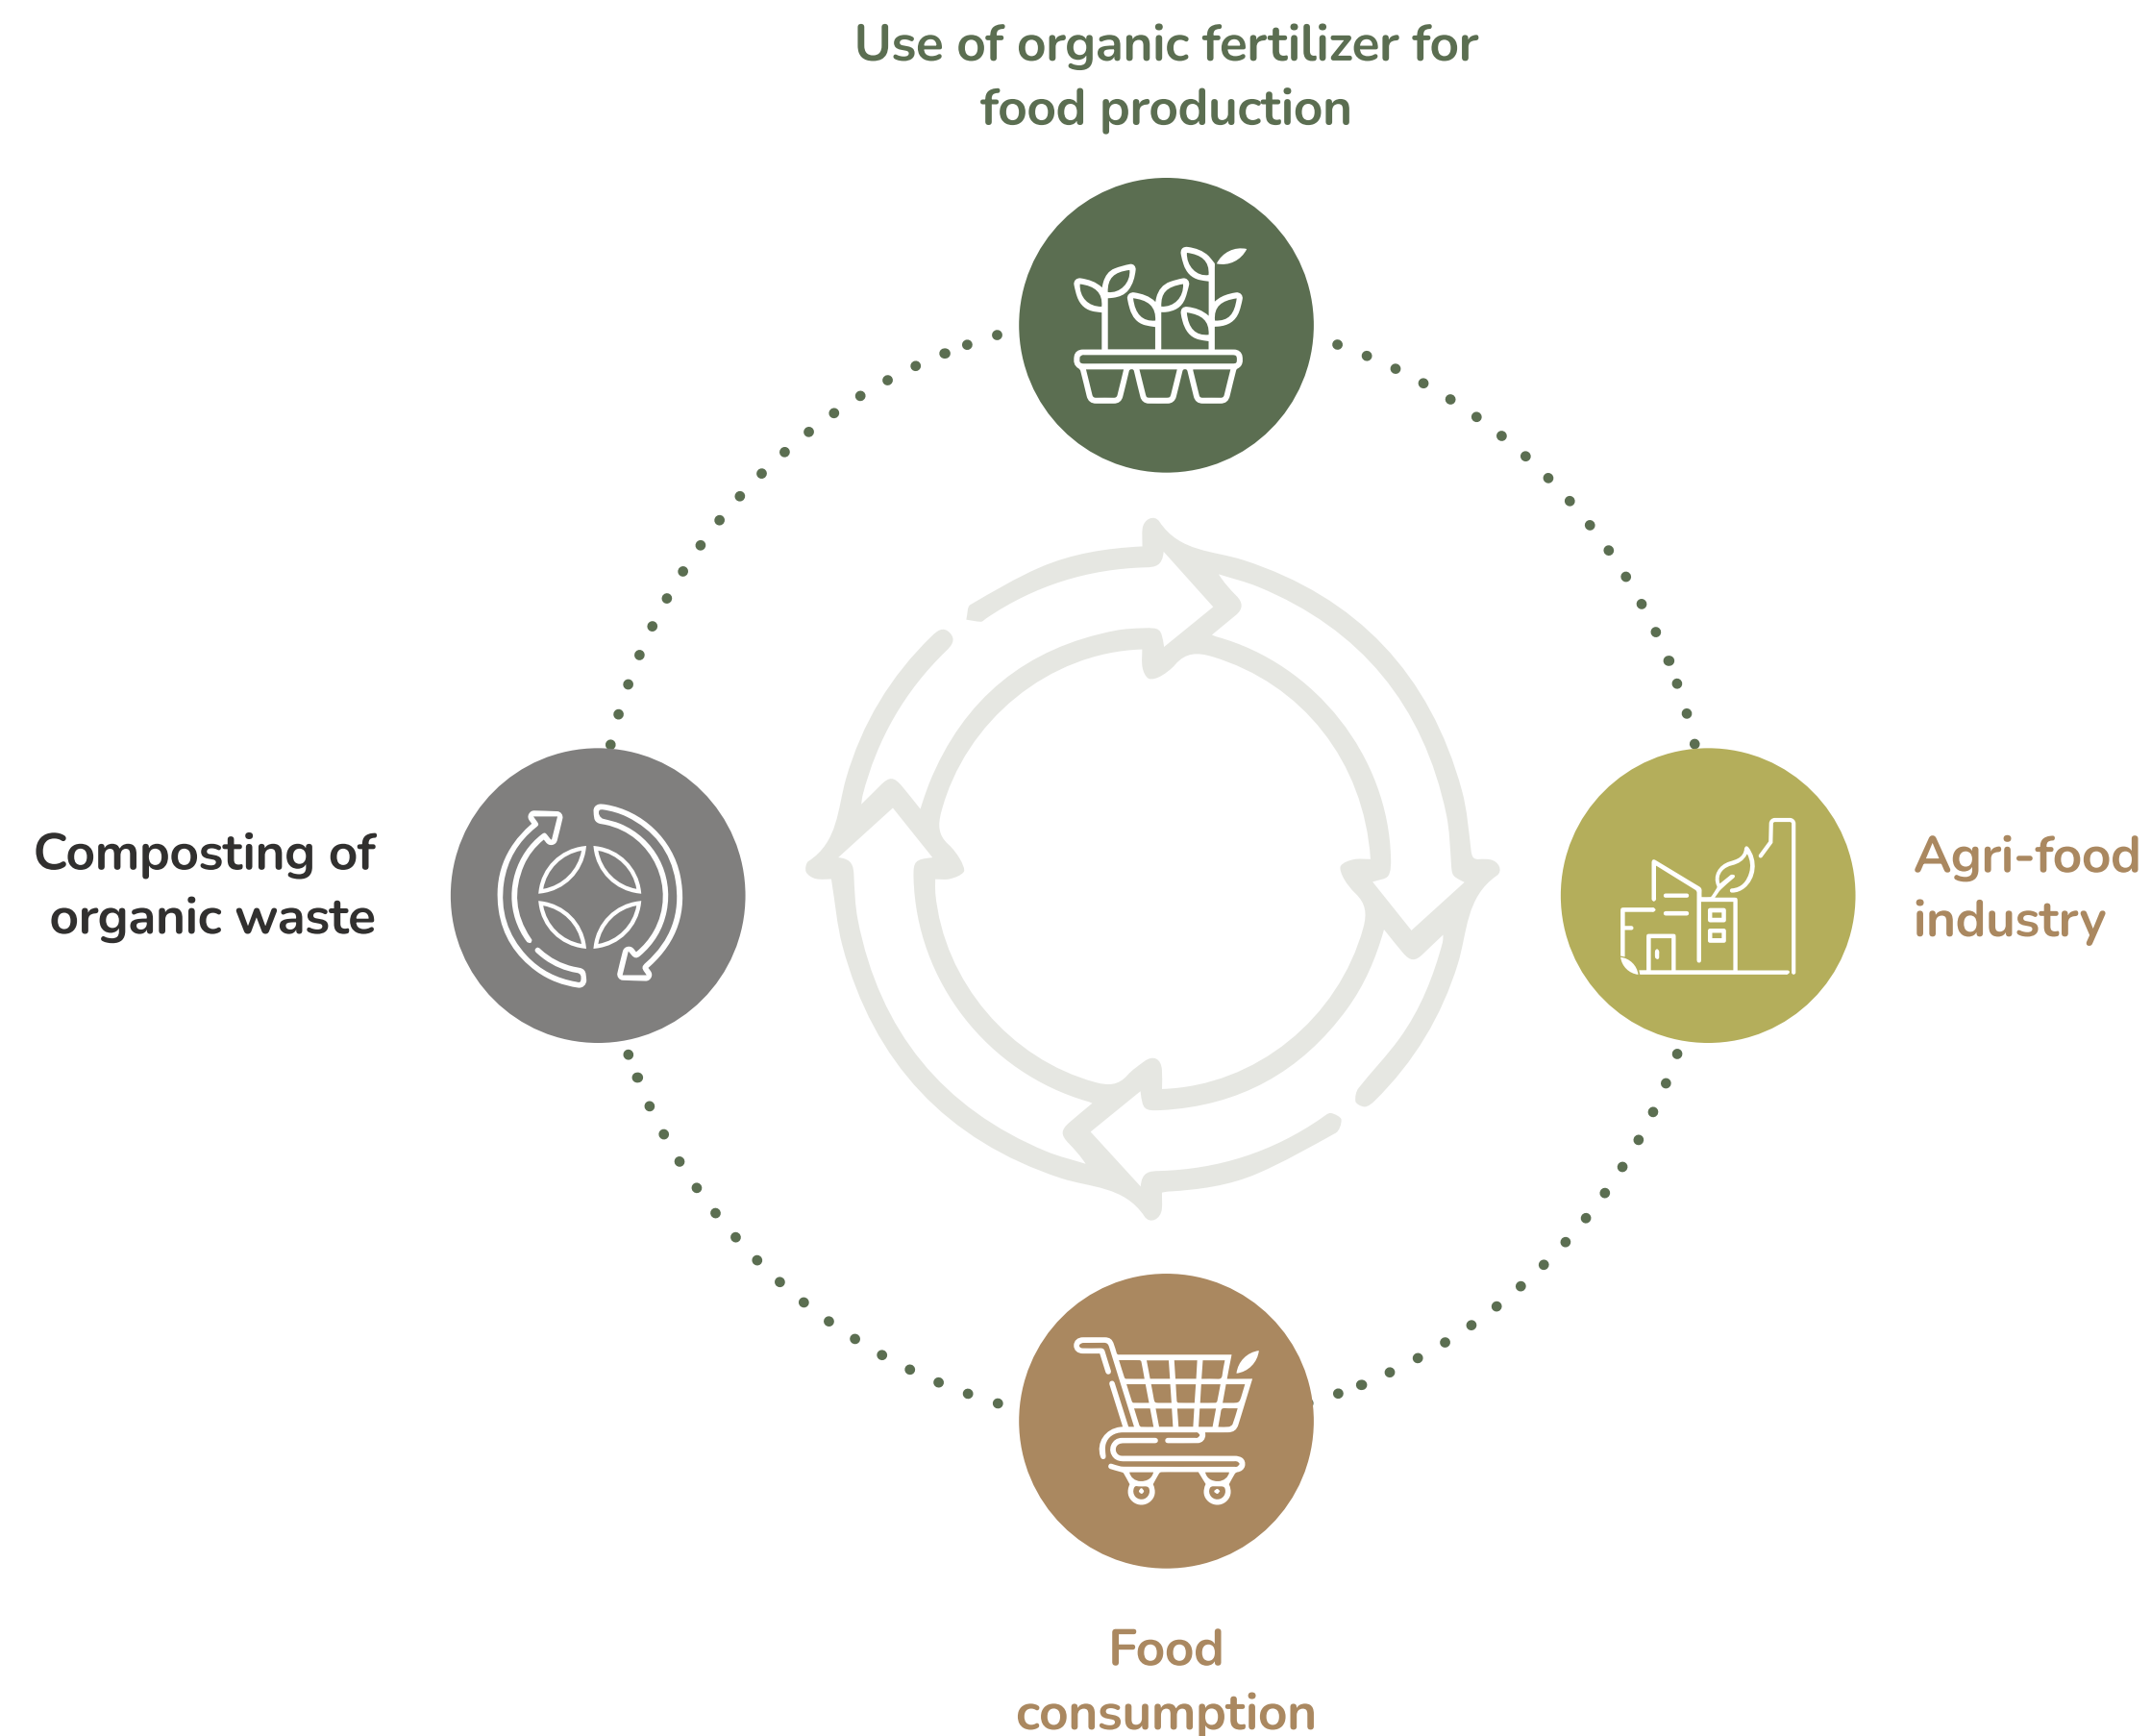 Use of organic fertilizer for
food production
Composting of
organic waste
Agri-food
industry
Food
consumption